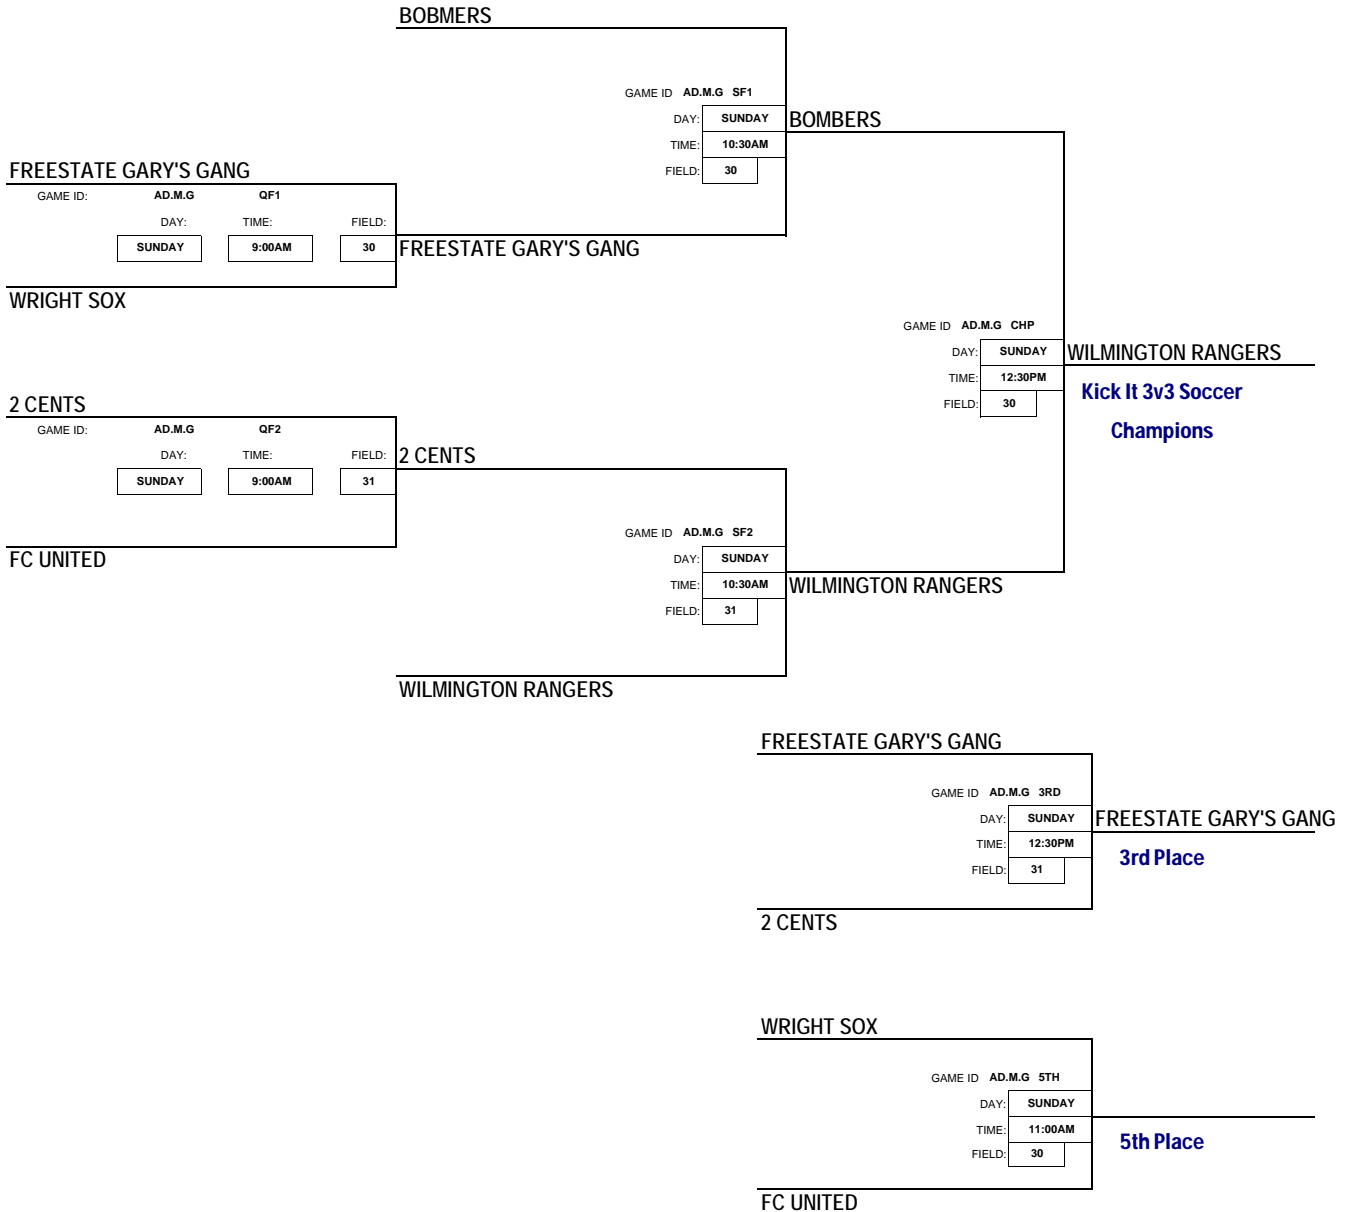 BOBMERS
GAME ID AD.M.G SF1
DAY: SUNDAY
BOMBERS
TIME: 10:30AM
FREESTATE GARY'S GANG
FIELD: 30
GAME ID: AD.M.G QF1
DAY: TIME: FIELD:
SUNDAY 9:00AM 30
FREESTATE GARY'S GANG
WRIGHT SOX
GAME ID AD.M.G CHP
DAY: SUNDAY
WILMINGTON RANGERS
TIME: 12:30PM
Kick It 3v3 Soccer
FIELD: 30
Champions
2 CENTS
GAME ID: AD.M.G QF2
DAY: TIME: FIELD:
2 CENTS
SUNDAY 9:00AM 31
GAME ID AD.M.G SF2
FC UNITED
DAY: SUNDAY
TIME: 10:30AM
WILMINGTON RANGERS
FIELD: 31
WILMINGTON RANGERS
FREESTATE GARY'S GANG
GAME ID AD.M.G 3RD
DAY: SUNDAY
FREESTATE GARY'S GANG
TIME: 12:30PM
3rd Place
FIELD: 31
2 CENTS
WRIGHT SOX
GAME ID AD.M.G 5TH
DAY: SUNDAY
TIME: 11:00AM
5th Place
FIELD: 30
FC UNITED